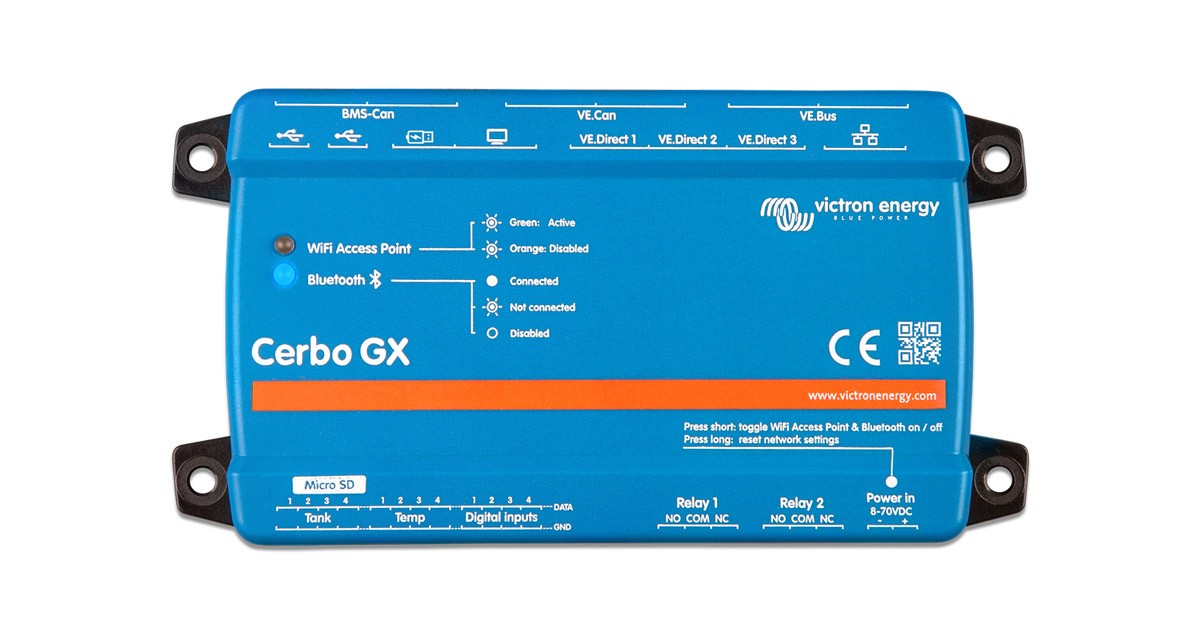 BMS-Can VE.Can VE.Bus
VE.Direct 1 VE.Direct 2 VE.Direct 3
victron energy
BLUE POWER
Green: Active
WiFi Access Point
Orange: Disabled
Bluetooth
Connected
Not connected
Disabled
Cerbo GX
CE
www.victronenergy.com
Press short: toggle WiFi Access Point & Bluetooth on / off
Press long: reset network settings
Micro SD
1 2 3 4 1 2 3 4 1 2 3 4
DATA
Tank Temp Digital inputs
GND
Relay 1
NO COM NC
Relay 2
NO COM NC
Power in
8-70VDC
- +